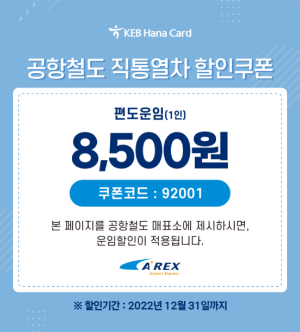 KEB Hana Card
공항철도 직통열차 할인쿠폰
편도운임(1인)
8,500원
쿠폰코드 : 92001
본 페이지를 공항철도 매표소에 제시하시면,
운임할인이 적용됩니다.
A'REX
Airport Express
※ 할인기간 : 2022년 12월 31일까지